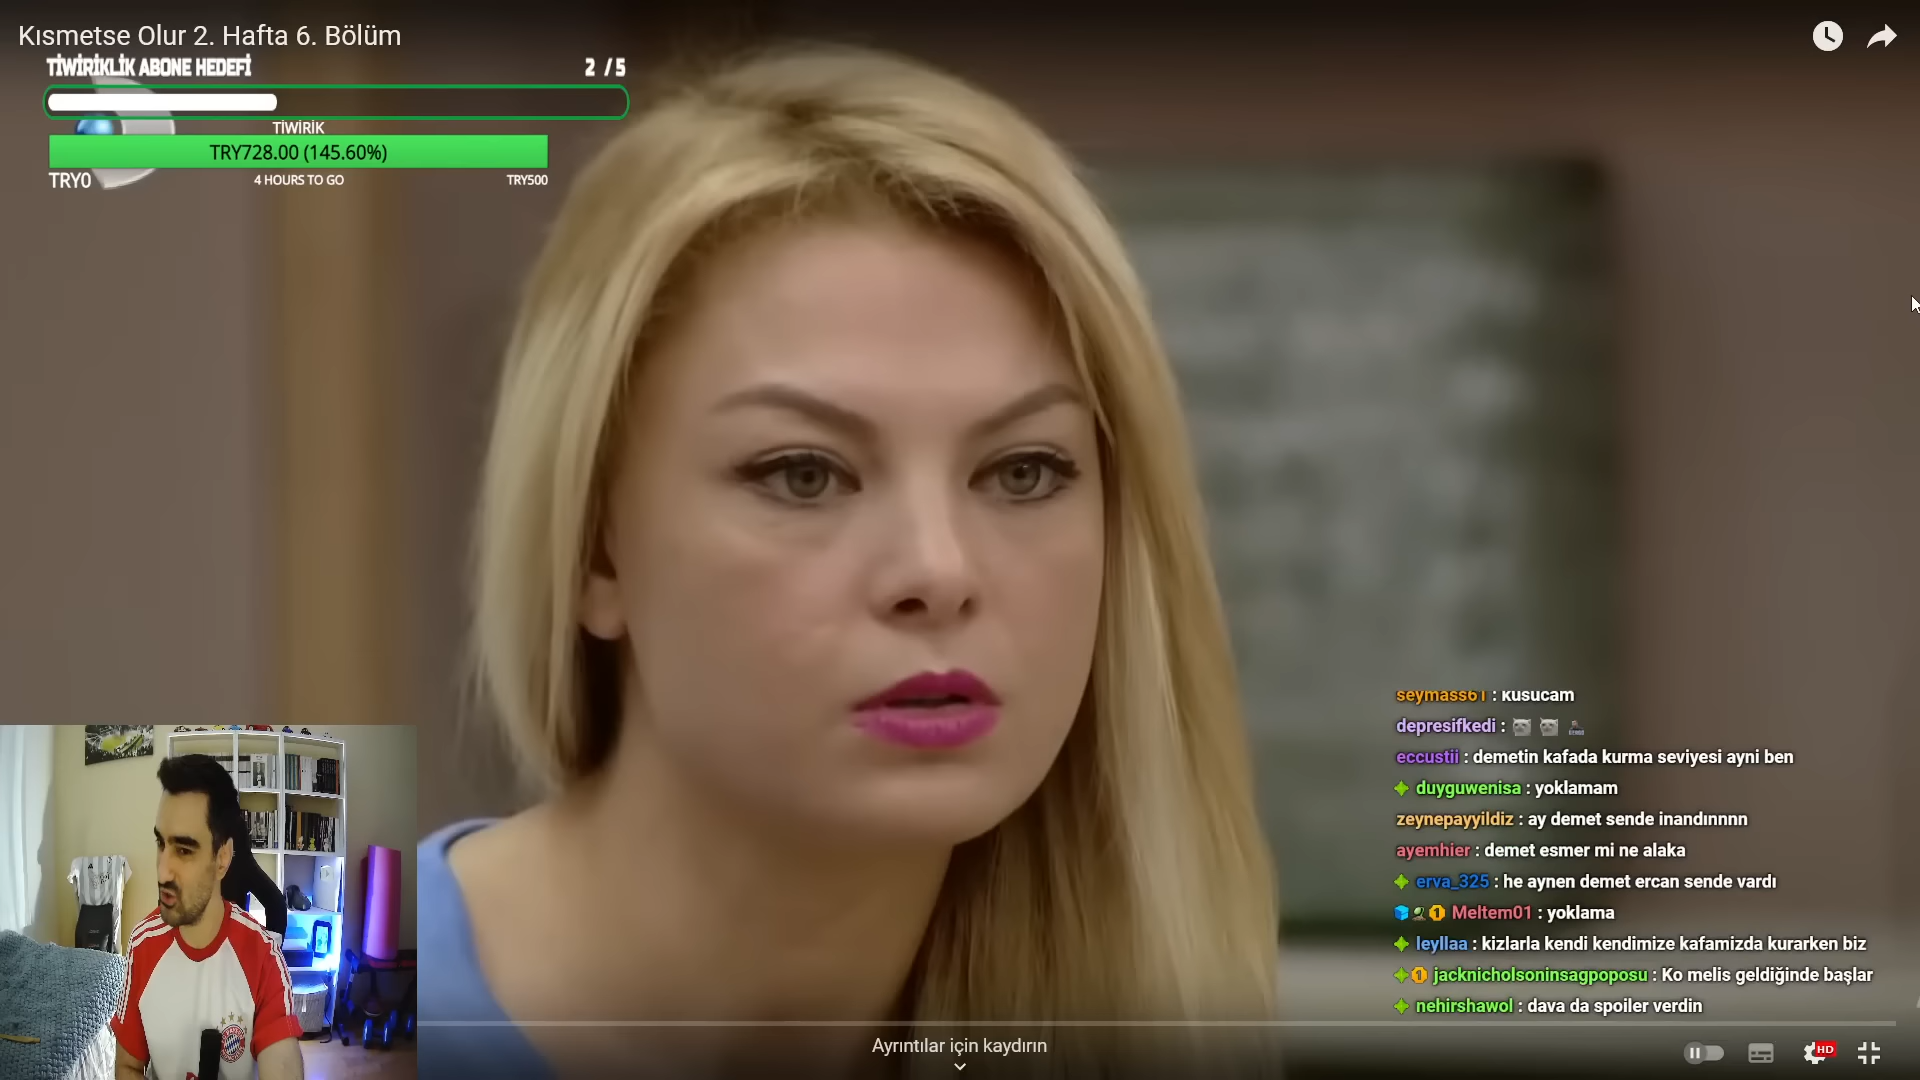 Kısmetse Olur 2. Hafta 6. Bölüm
TİWİRİKLİK ABONE HEDEFİ 2 / 5
TİWİRİK
TRY728.00 (145.60%)
TRY0 4 HOURS TO GO TRY500
seymass61 : kusucam
depresifkedi :
eccustii : demetin kafada kurma seviyesi ayni ben
duyguwenisa : yoklamam
zeynepayyildiz : ay demet sende inandınnnn
ayemhier : demet esmer mi ne alaka
erva_325 : he aynen demet ercan sende vardı
1 Meltem01 : yoklama
leyllaa : kizlarla kendi kendimize kafamizda kurarken biz
1 jacknicholsoninsagpoposu : Ko melis geldiğinde başlar
nehirshawol : dava da spoiler verdin
Ayrıntılar için kaydırın
HD